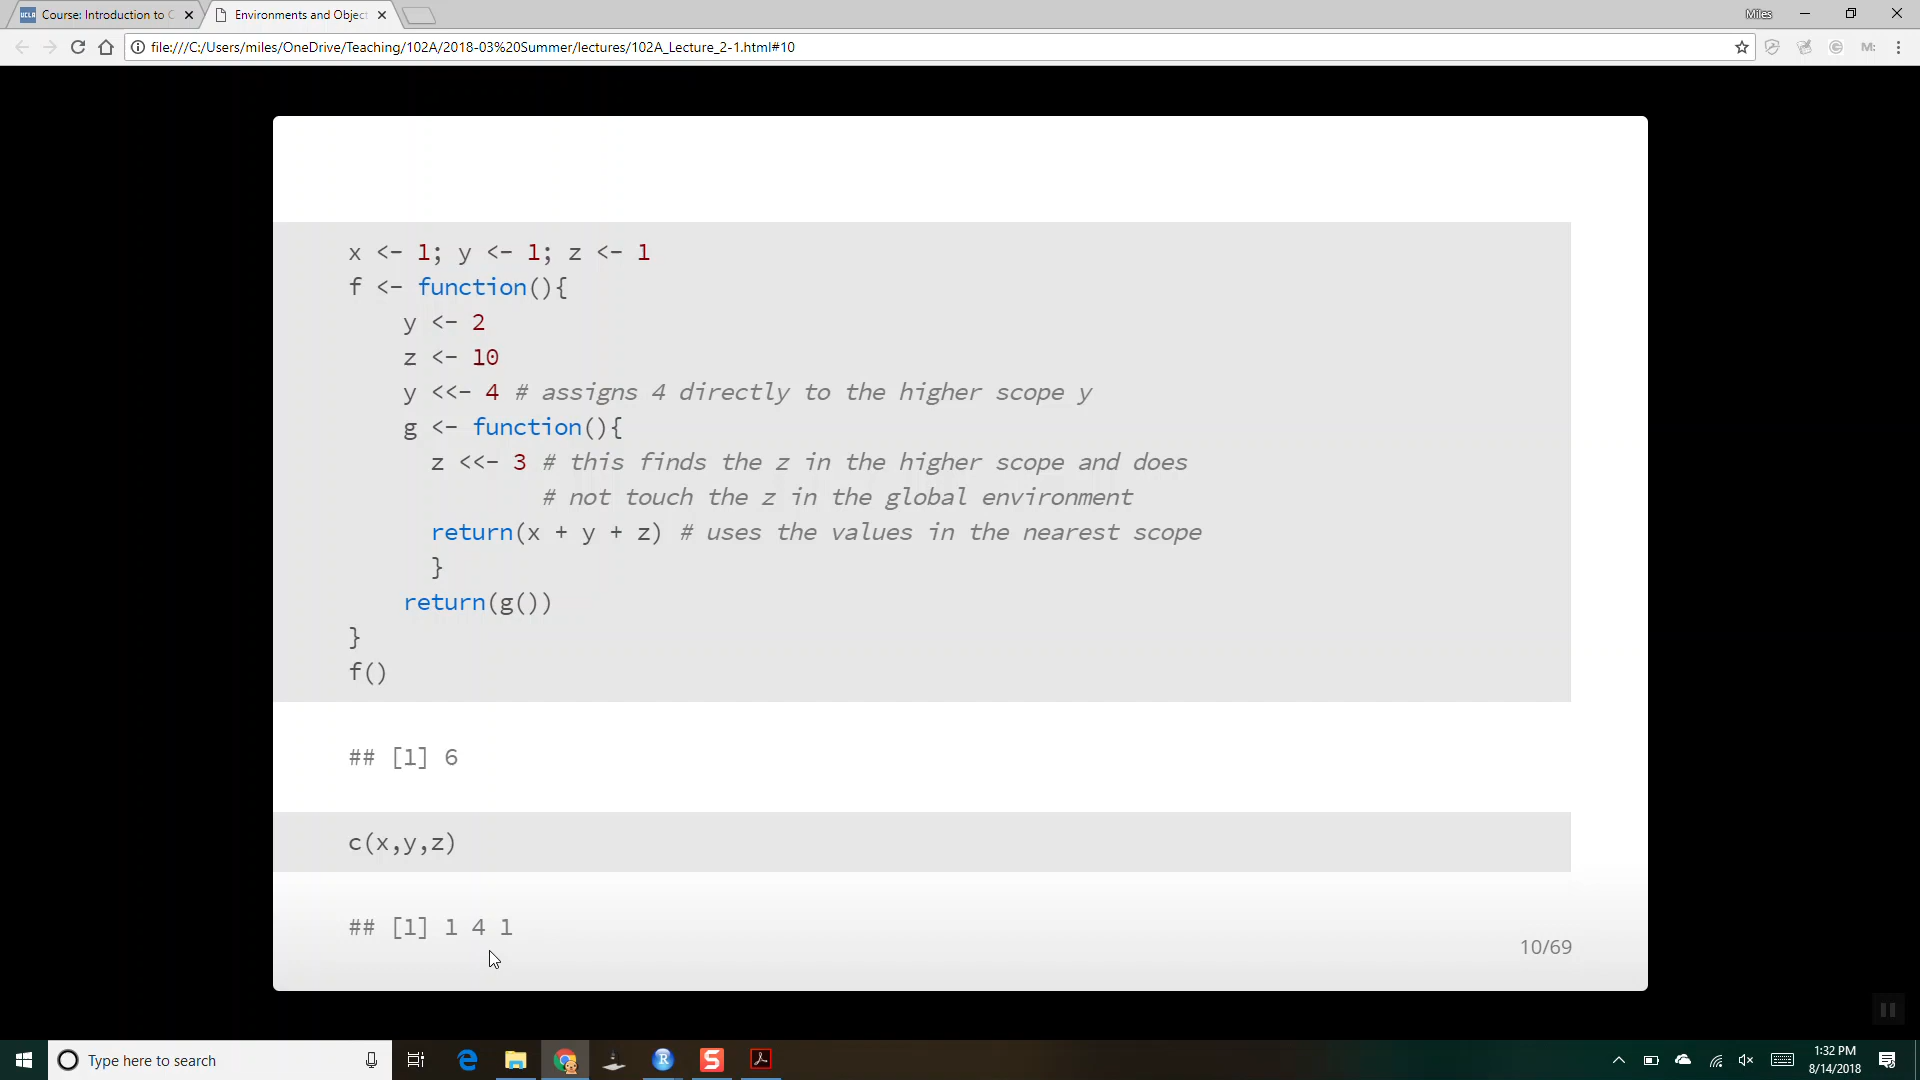 Course: Introduction to C
Environments and Object
Miles
file:///C:/Users/miles/OneDrive/Teaching/102A/2018-03%20Summer/lectures/102A_Lecture_2-1.html#10
x <- 1; y <- 1; z <- 1
f <- function(){
    y <- 2
    z <- 10
    y <<- 4 # assigns 4 directly to the higher scope y
    g <- function(){
      z <<- 3 # this finds the z in the higher scope and does
              # not touch the z in the global environment
      return(x + y + z) # uses the values in the nearest scope
      }
    return(g())
}
f()
## [1] 6
c(x,y,z)
## [1] 1 4 1
10/69
Type here to search
1:32 PM
8/14/2018